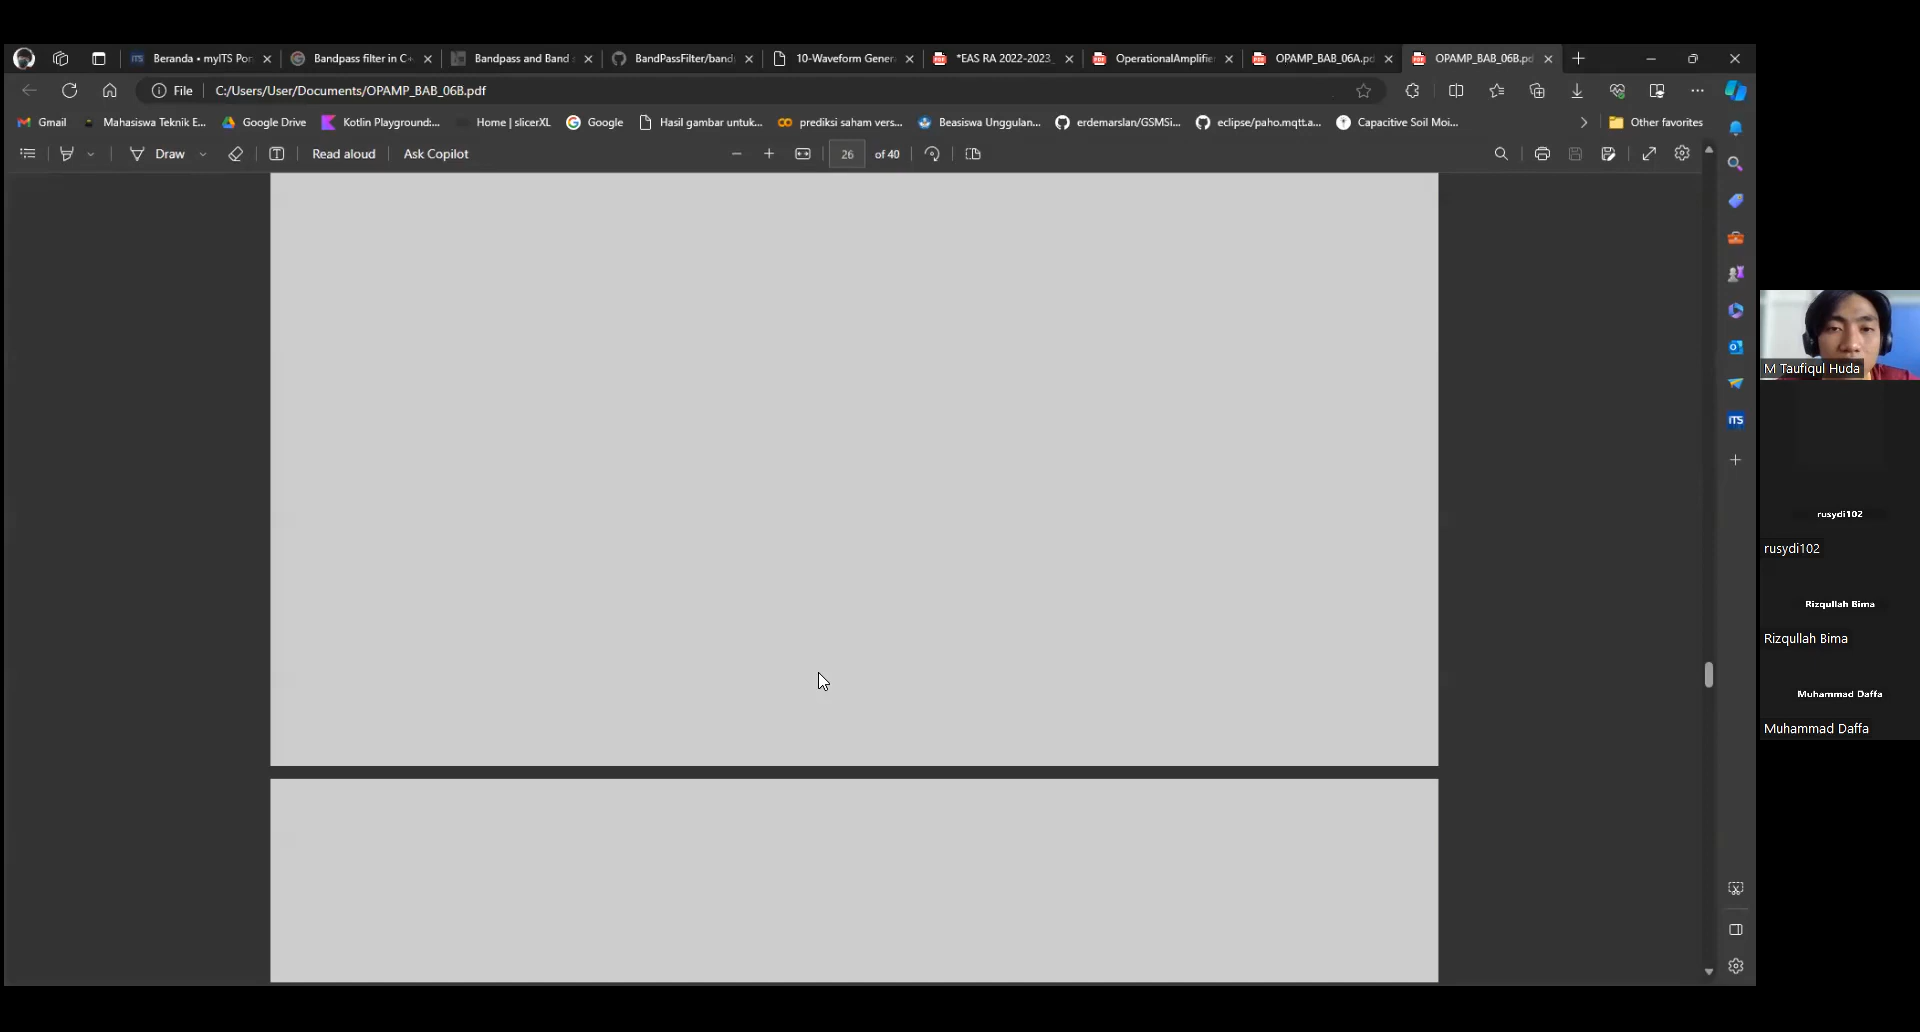 Beranda • myITS Por
Bandpass filter in C+
Bandpass and Band
BandPassFilter/band
10-Waveform Gener
*EAS RA 2022-2023_
OperationalAmplifie
OPAMP_BAB_06A.pd
OPAMP_BAB_06B.pd
File
C:/Users/User/Documents/OPAMP_BAB_06B.pdf
Gmail
Mahasiswa Teknik E...
Google Drive
Kotlin Playground:...
Home | slicerXL
Google
Hasil gambar untuk...
prediksi saham vers...
Beasiswa Unggulan...
erdemarslan/GSMSi...
eclipse/paho.mqtt.a...
Capacitive Soil Moi...
Other favorites
Draw
Read aloud
Ask Copilot
26
of 40
ITS
M Taufiqul Huda
rusydi102
rusydi102
Rizqullah Bima
Rizqullah Bima
Muhammad Daffa
Muhammad Daffa